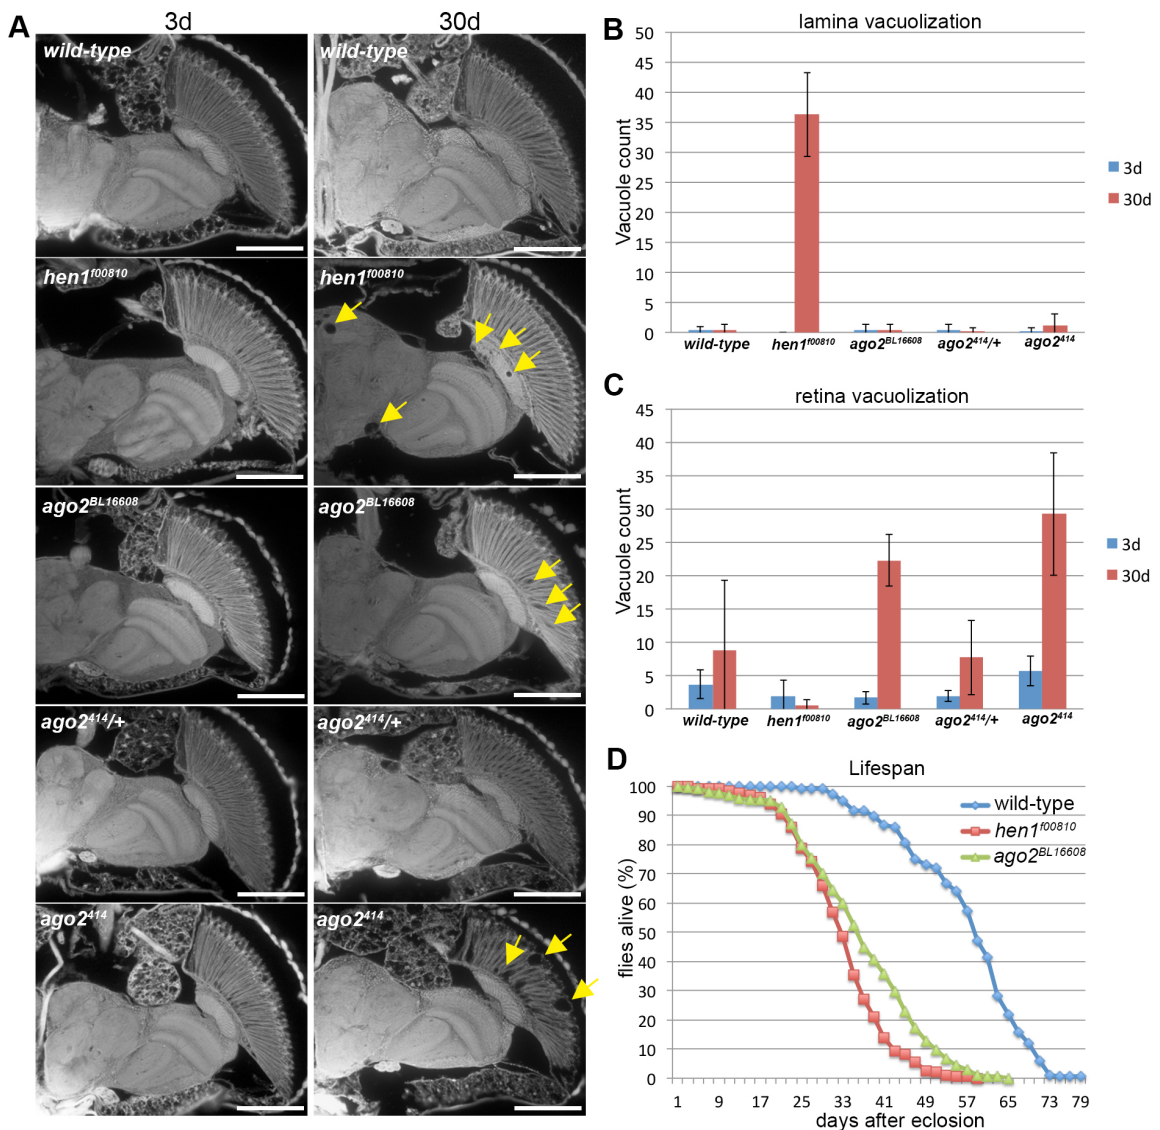 A
3d
30d
wild-type
wild-type
hen1f00810
hen1f00810
ago2BL16608
ago2BL16608
ago2414/+
ago2414/+
ago2414
ago2414
B
lamina vacuolization
Vacuole count
50
45
40
35
30
25
20
15
10
5
0
wild-type
hen1f00810
ago2BL16608
ago2414/+
ago2414
3d
30d
C
retina vacuolization
Vacuole count
45
40
35
30
25
20
15
10
5
0
wild-type
hen1f00810
ago2BL16608
ago2414/+
ago2414
3d
30d
D
Lifespan
flies alive (%)
100
90
80
70
60
50
40
30
20
10
0
wild-type
hen1f00810
ago2BL16608
1 9 17 25 33 41 49 57 65 73 79
days after eclosion